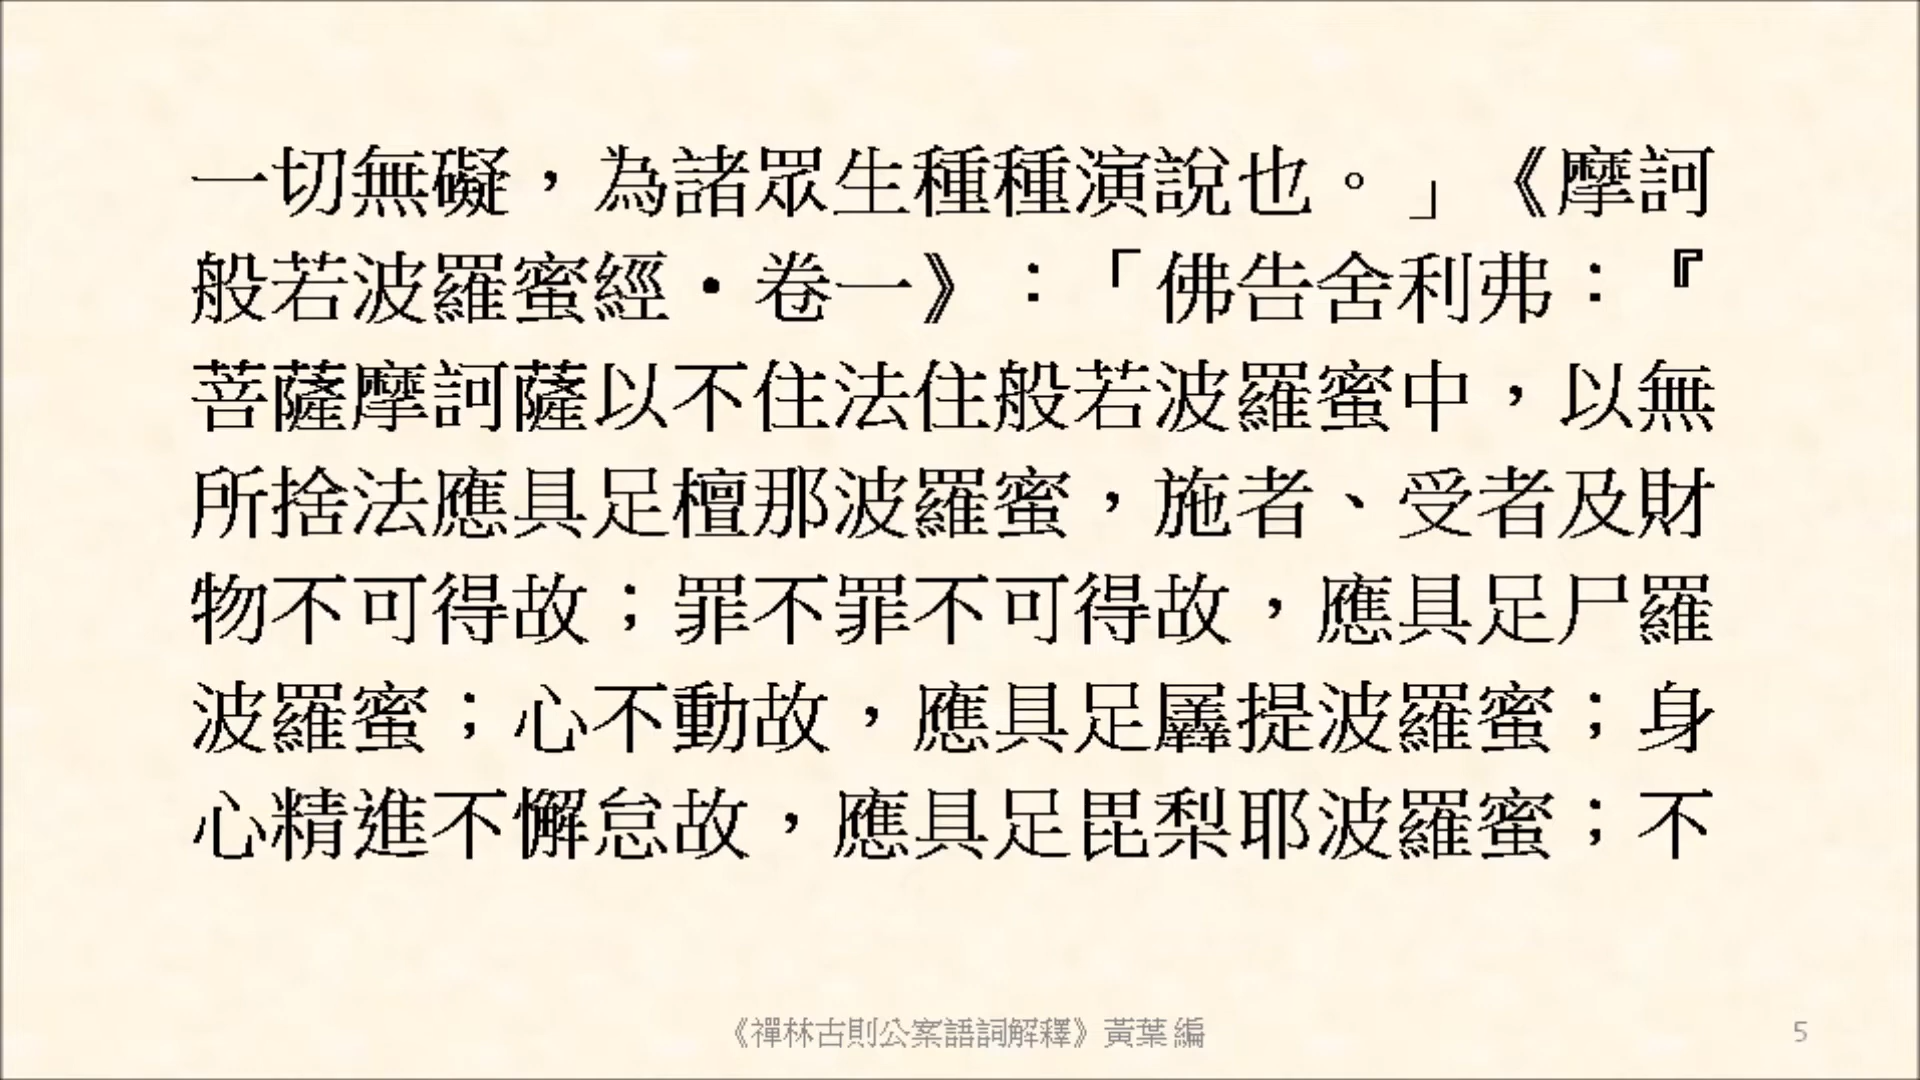 一切無礙，為諸眾生種種演說也。」《摩訶
般若波羅蜜經•卷一》：「佛告舍利弗：『
菩薩摩訶薩以不住法住般若波羅蜜中，以無
所捨法應具足檀那波羅蜜，施者、受者及財
物不可得故；罪不罪不可得故，應具足尸羅
波羅蜜；心不動故，應具足羼提波羅蜜；身
心精進不懈怠故，應具足毘梨耶波羅蜜；不
《禪林古則公案語詞解釋》黃葉 編
5